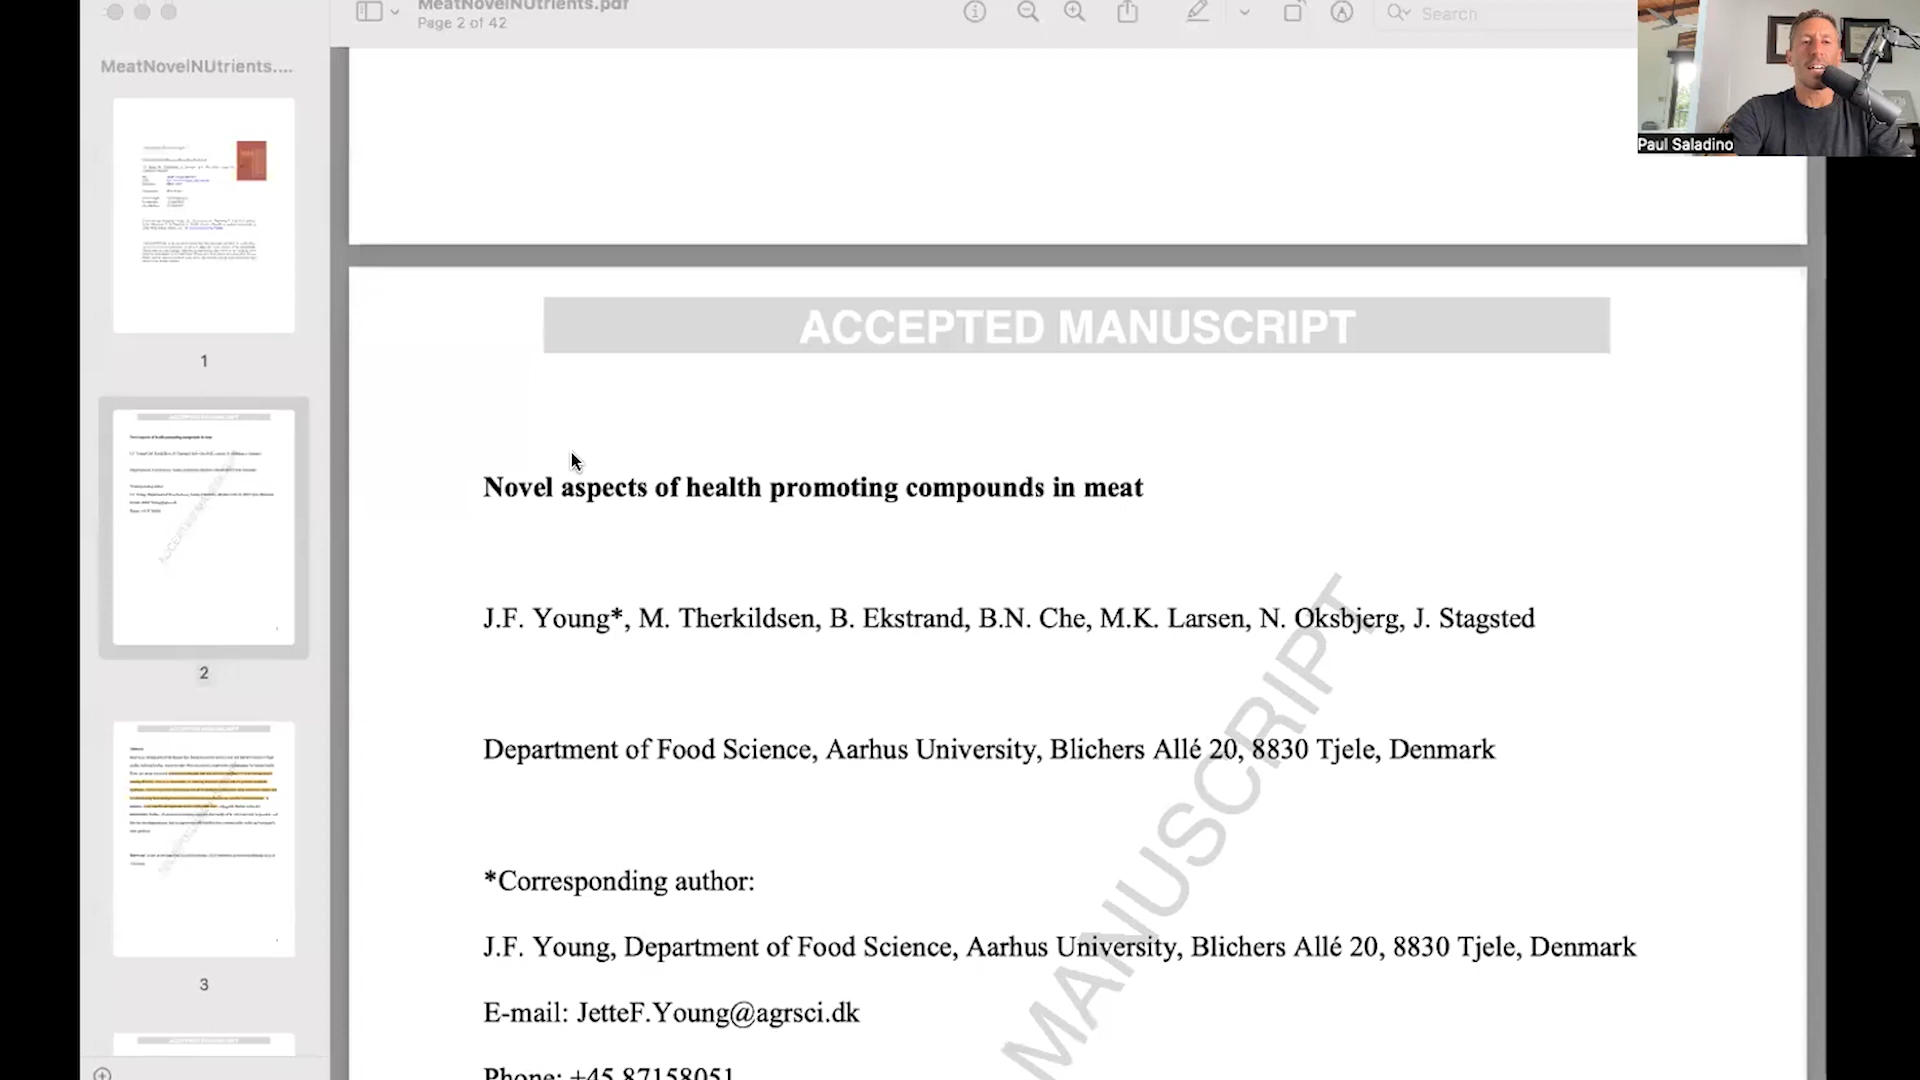 MeatNovelNUtrients.pdf
Page 2 of 42
Search
MeatNovelNUtrients....
1
2
3
Paul Saladino
ACCEPTED MANUSCRIPT
Novel aspects of health promoting compounds in meat
J.F. Young*, M. Therkildsen, B. Ekstrand, B.N. Che, M.K. Larsen, N. Oksbjerg, J. Stagsted
Department of Food Science, Aarhus University, Blichers Allé 20, 8830 Tjele, Denmark
*Corresponding author:
J.F. Young, Department of Food Science, Aarhus University, Blichers Allé 20, 8830 Tjele, Denmark
E-mail: JetteF.Young@agrsci.dk
Phone: +45 87158051
MANUSCRIPT